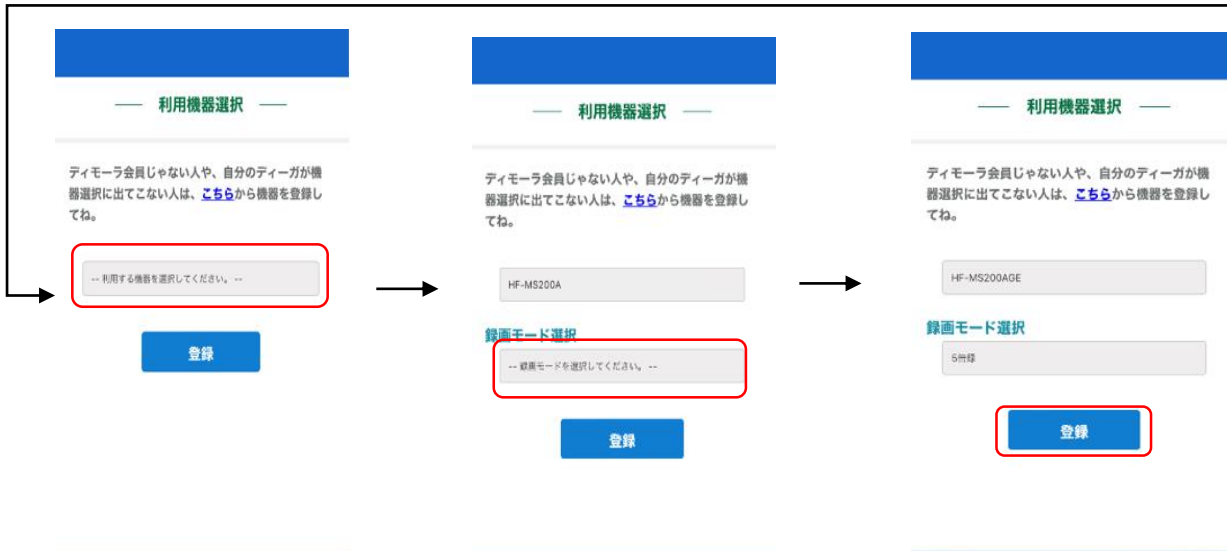 利用機器選択
ディモーラ会員じゃない人や、自分のディーガが機
器選択に出てこない人は、こちらから機器を登録し
てね。
-- 利用する機器を選択してください。 --
登録
利用機器選択
ディモーラ会員じゃない人や、自分のディーガが機
器選択に出てこない人は、こちらから機器を登録し
てね。
HF-MS200A
録画モード選択
-- 録画モードを選択してください。 --
登録
利用機器選択
ディモーラ会員じゃない人や、自分のディーガが機
器選択に出てこない人は、こちらから機器を登録し
てね。
HF-MS200AGE
録画モード選択
登録